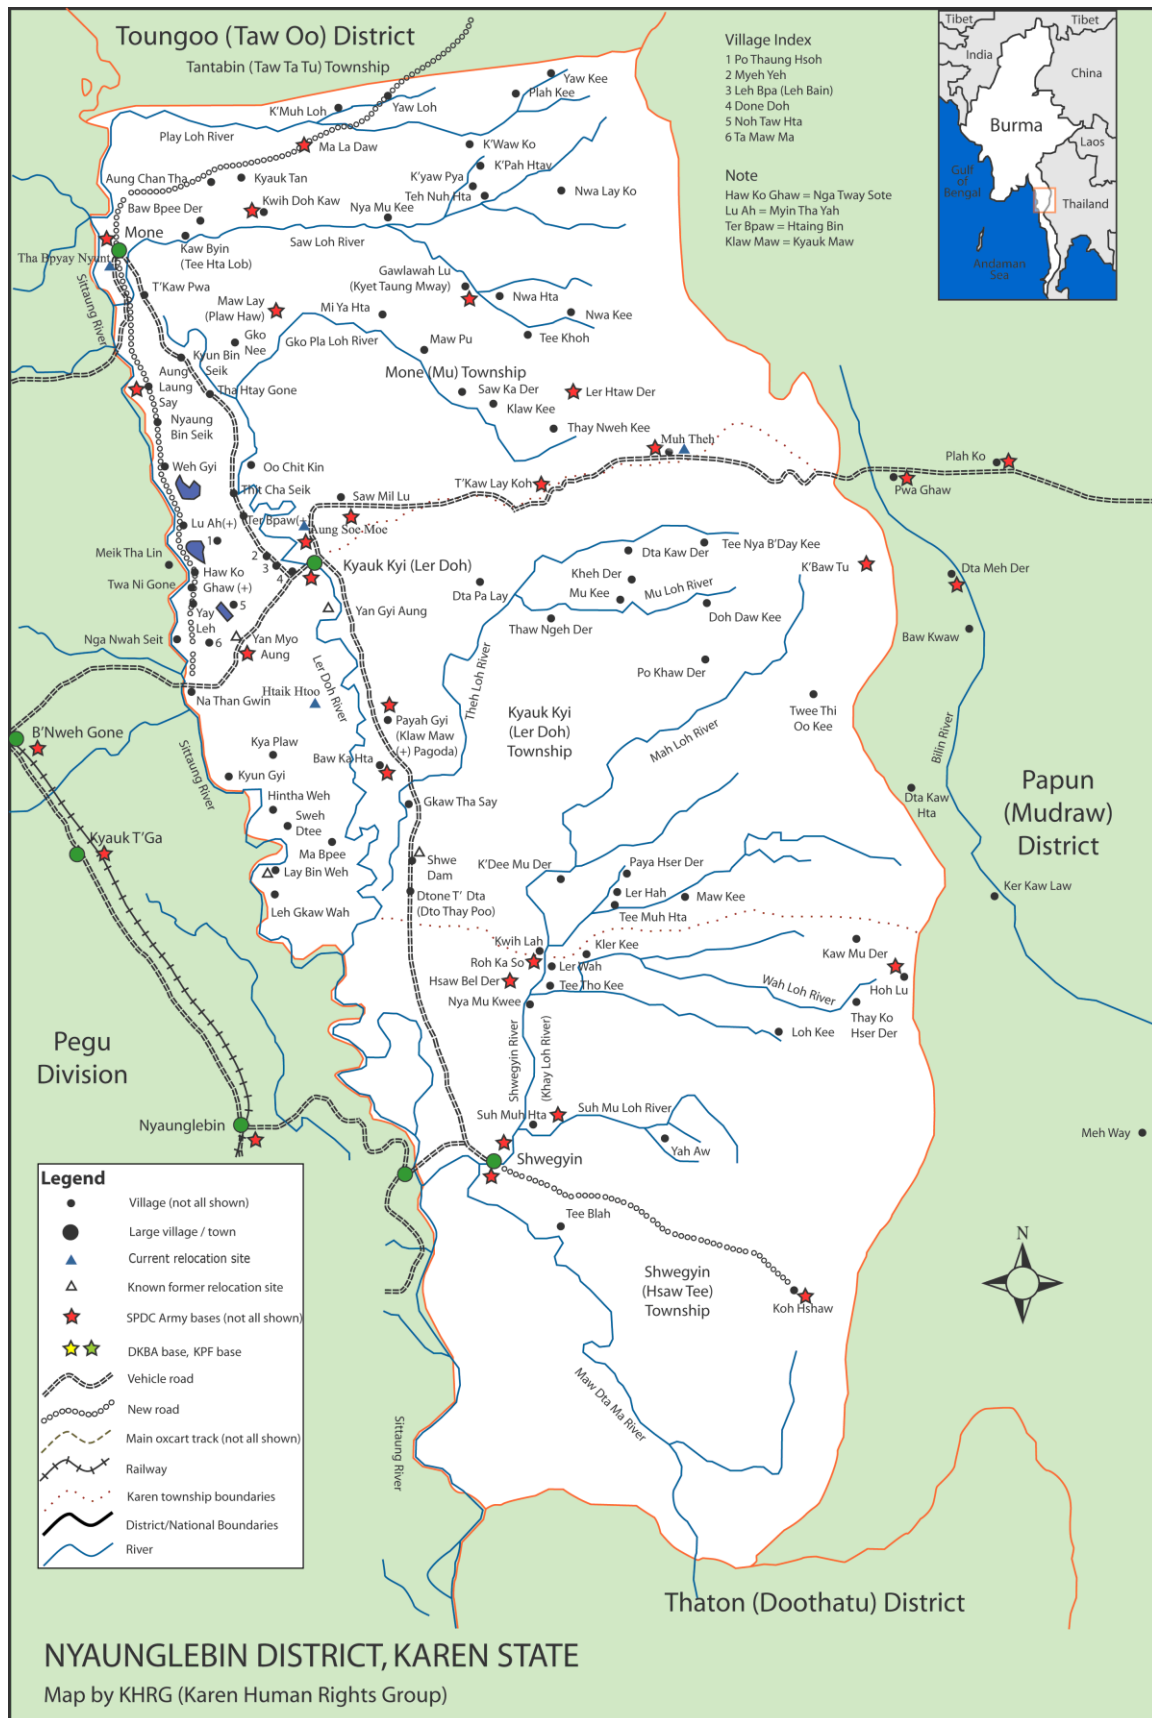 Toungoo (Taw Oo) District
Tantabin (Taw Ta Tu) Township
Village Index
1 Po Thaung Hsoh
2 Myeh Yeh
3 Leh Bpa (Leh Bain)
4 Done Doh
5 Noh Taw Hta
6 Ta Maw Ma
Note
Haw Ko Ghaw = Nga Tway Sote
Lu Ah = Myin Tha Yah
Ter Bpaw = Htaing Bin
Klaw Maw = Kyauk Maw
Tibet
Tibet
India
China
Burma
Laos
Gulf
of
Bengal
Thailand
Andaman
Sea
Yaw Kee
Plah Kee
K'Muh Loh
Yaw Loh
Play Loh River
Ma La Daw
K'Waw Ko
K'Pah Htay
Aung Chan Tha
Kyauk Tan
K'yaw Pya
Teh Nuh Hta
Nwa Lay Ko
Baw Bpee Der
Kwih Doh Kaw
Nya Mu Kee
Mone
Kaw Byin
(Tee Hta Lob)
Saw Loh River
Tha Bpyay Nyunt
Sittaung River
T'Kaw Pwa
Gawlawah Lu
(Kyet Taung Mway)
Nwa Hta
Maw Lay
(Plaw Haw)
Mi Ya Hta
Nwa Kee
Gko
Nee
Gko Pla Loh River
Maw Pu
Tee Khoh
Kyun Bin
Seik
Aung
Laung
Say
Tha Htay Gone
Mone (Mu) Township
Saw Ka Der
Klaw Kee
Ler Htaw Der
Nyaung
Bin Seik
Thay Nweh Kee
Muh Theh
Weh Gyi
Oo Chit Kin
Plah Ko
Pwa Ghaw
T'Kaw Lay Koh
Thit Cha Seik
Saw Mil Lu
Lu Ah(+)
Ter Bpaw(+)
Aung Soe Moe
1
Meik Tha Lin
2
3
4
Kyauk Kyi (Ler Doh)
Dta Kaw Der
Tee Nya B'Day Kee
K'Baw Tu
Dta Meh Der
Twa Ni Gone
Haw Ko
Ghaw (+)
Kheh Der
Dta Pa Lay
Mu Kee
Mu Loh River
5
Yan Gyi Aung
Yay
Leh
Thaw Ngeh Der
Doh Daw Kee
Baw Kwaw
Nga Nwah Seit
6
Yan Myo
Aung
Po Khaw Der
Na Than Gwin
Htaik Htoo
Ler Doh River
Theh Loh River
Twee Thi
Oo Kee
Payah Gyi
(Klaw Maw
(+) Pagoda)
Kyauk Kyi
(Ler Doh)
Township
Mah Loh River
Bilin River
B'Nweh Gone
Sittaung River
Kya Plaw
Baw Ka Hta
Kyun Gyi
Papun
(Mudraw)
District
Hintha Weh
Gkaw Tha Say
Dta Kaw
Hta
Sweh
Dtee
Kyauk T'Ga
Ma Bpee
Shwe
Dam
K'Dee Mu Der
Paya Hser Der
Lay Bin Weh
Ler Hah
Maw Kee
Ker Kaw Law
Dtone T' Dta
(Dto Thay Poo)
Leh Gkaw Wah
Tee Muh Hta
Kwih Lah
Kler Kee
Kaw Mu Der
Roh Ka So
Ler Wah
Hsaw Bel Der
Tee Tho Kee
Wah Loh River
Hoh Lu
Nya Mu Kwee
Thay Ko
Hser Der
Loh Kee
Pegu
Division
Shwegyin River
(Khay Loh River)
Nyaunglebin
Suh Muh Hta
Suh Mu Loh River
Meh Way
Yah Aw
Shwegyin
Tee Blah
N
Shwegyin
(Hsaw Tee)
Township
Koh Hshaw
Maw Dta Ma River
Sittaung River
Legend
Village (not all shown)
Large village / town
Current relocation site
Known former relocation site
SPDC Army bases (not all shown)
DKBA base, KPF base
Vehicle road
New road
Main oxcart track (not all shown)
Railway
Karen township boundaries
District/National Boundaries
River
Thaton (Doothatu) District
NYAUNGLEBIN DISTRICT, KAREN STATE
Map by KHRG (Karen Human Rights Group)